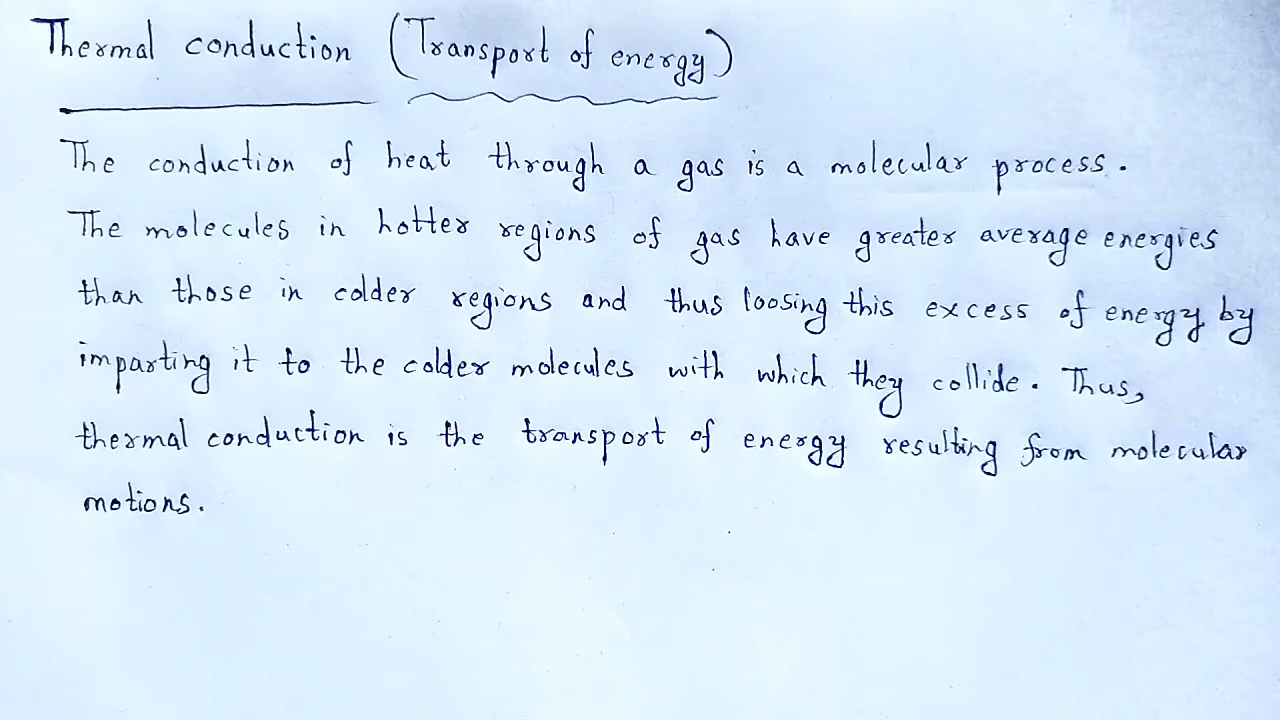 Thermal conduction (Transport of energy)
The conduction of heat through a gas is a molecular process.
The molecules in hotter regions of gas have greater average energies
than those in colder regions and thus loosing this excess of energy by
imparting it to the colder molecules with which they collide. Thus,
thermal conduction is the transport of energy resulting from molecular
motions.